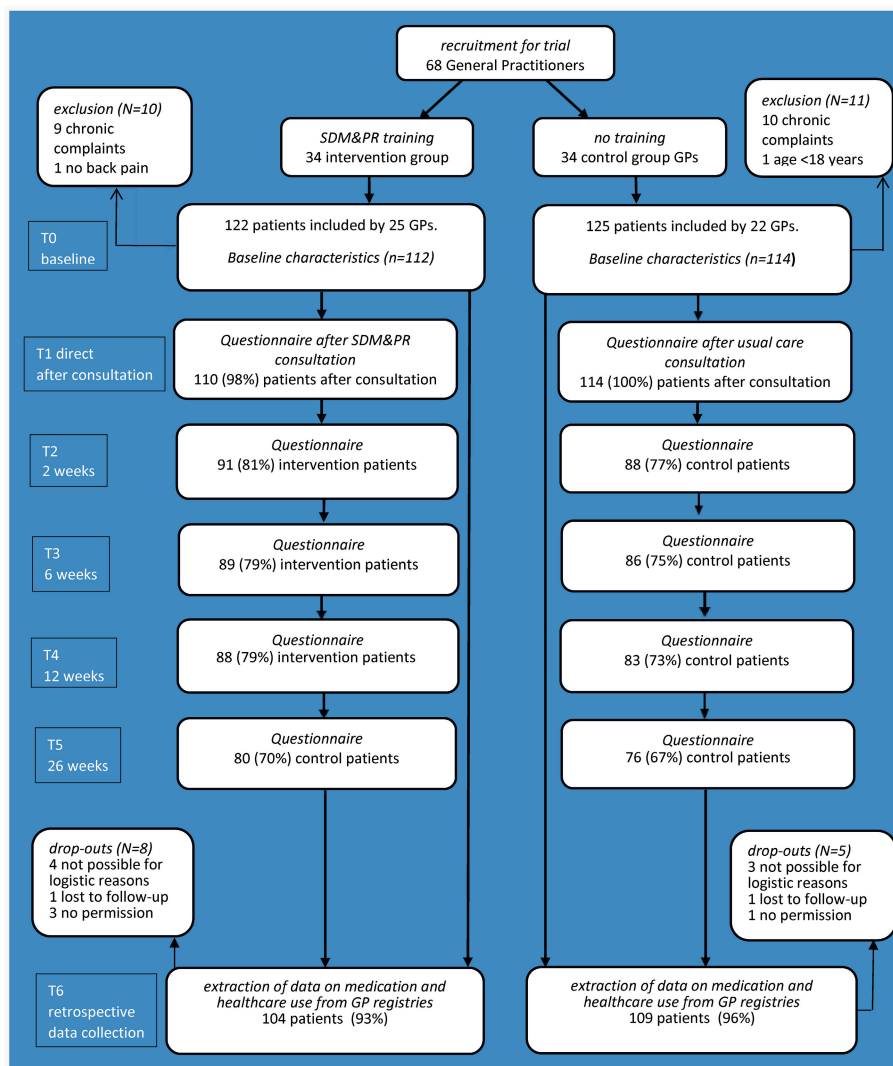 recruitment for trial
68 General Practitioners
exclusion (N=10)
9 chronic
complaints
1 no back pain
SDM&PR training
34 intervention group
no training
34 control group GPs
exclusion (N=11)
10 chronic
complaints
1 age <18 years
T0
baseline
122 patients included by 25 GPs.
Baseline characteristics (n=112)
125 patients included by 22 GPs.
Baseline characteristics (n=114)
T1 direct
after consultation
Questionnaire after SDM&PR
consultation
110 (98%) patients after consultation
Questionnaire after usual care
consultation
114 (100%) patients after consultation
T2
2 weeks
Questionnaire
91 (81%) intervention patients
Questionnaire
88 (77%) control patients
T3
6 weeks
Questionnaire
89 (79%) intervention patients
Questionnaire
86 (75%) control patients
T4
12 weeks
Questionnaire
88 (79%) intervention patients
Questionnaire
83 (73%) control patients
T5
26 weeks
Questionnaire
80 (70%) control patients
Questionnaire
76 (67%) control patients
drop-outs (N=8)
4 not possible for
logistic reasons
1 lost to follow-up
3 no permission
drop-outs (N=5)
3 not possible for
logistic reasons
1 lost to follow-up
1 no permission
T6
retrospective
data collection
extraction of data on medication and
healthcare use from GP registries
104 patients (93%)
extraction of data on medication and
healthcare use from GP registries
109 patients (96%)